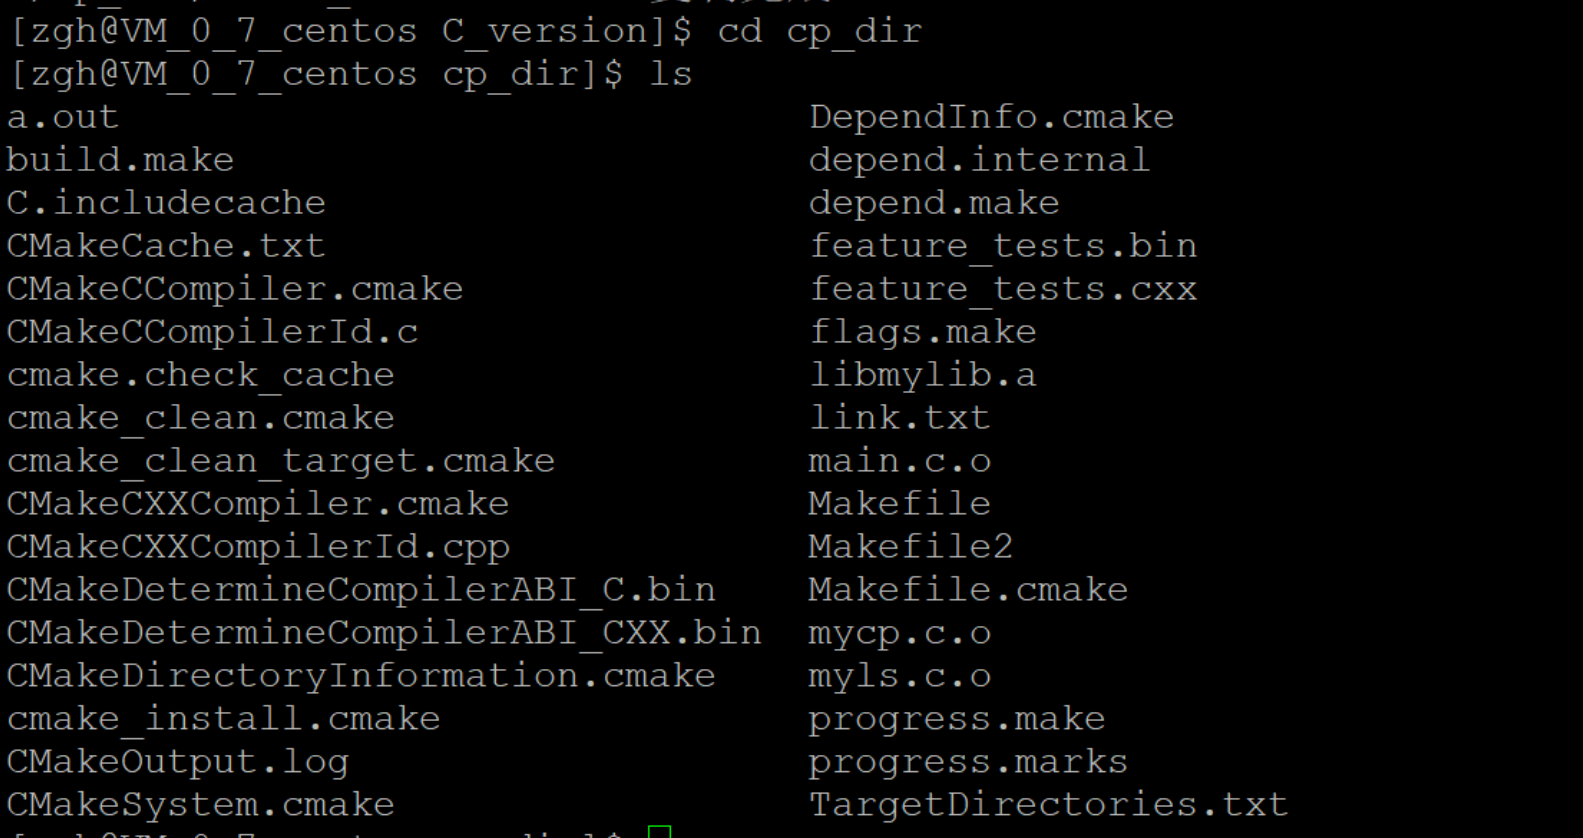 [zgh@VM_0_7_centos C_version]$ cd cp_dir
[zgh@VM_0_7_centos cp_dir]$ ls
a.out DependInfo.cmake
build.make depend.internal
C.includecache depend.make
CMakeCache.txt feature_tests.bin
CMakeCCompiler.cmake feature_tests.cxx
CMakeCCompilerId.c flags.make
cmake.check_cache libmylib.a
cmake_clean.cmake link.txt
cmake_clean_target.cmake main.c.o
CMakeCXXCompiler.cmake Makefile
CMakeCXXCompilerId.cpp Makefile2
CMakeDetermineCompilerABI_C.bin Makefile.cmake
CMakeDetermineCompilerABI_CXX.bin mycp.c.o
CMakeDirectoryInformation.cmake myls.c.o
cmake_install.cmake progress.make
CMakeOutput.log progress.marks
CMakeSystem.cmake TargetDirectories.txt